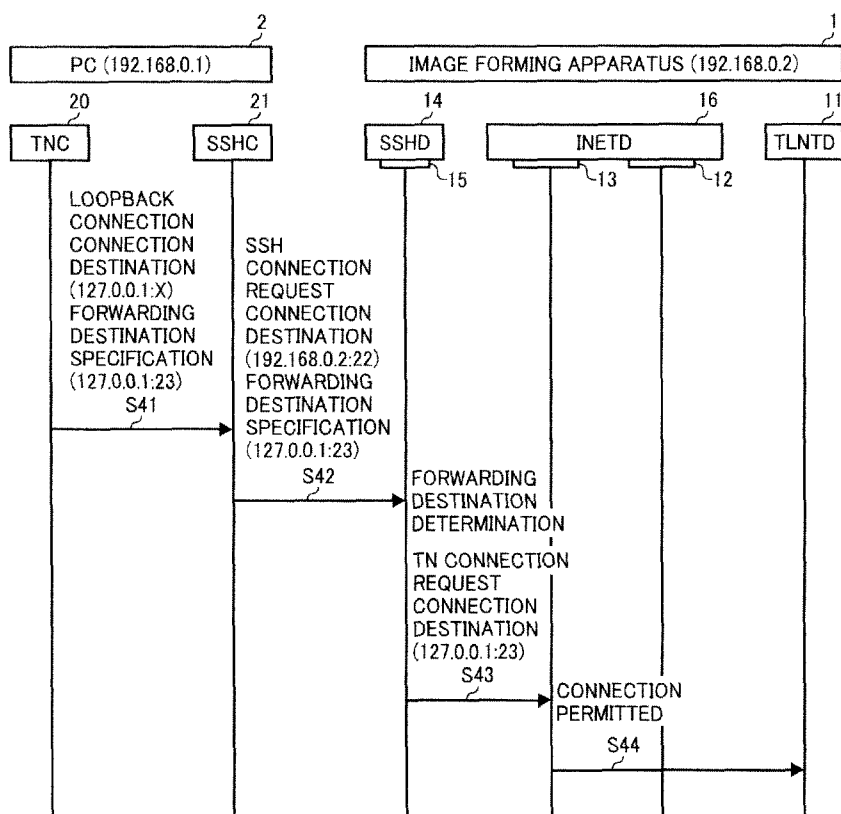 2
1
PC (192.168.0.1)
IMAGE FORMING APPARATUS (192.168.0.2)
20
21
14
16
11
TNC
SSHC
SSHD
INETD
TLNTD
15
13
12
LOOPBACK
CONNECTION
CONNECTION
DESTINATION
(127.0.0.1:X)
FORWARDING
DESTINATION
SPECIFICATION
(127.0.0.1:23)
S41
SSH
CONNECTION
REQUEST
CONNECTION
DESTINATION
(192.168.0.2:22)
FORWARDING
DESTINATION
SPECIFICATION
(127.0.0.1:23)
S42
FORWARDING
DESTINATION
DETERMINATION
TN CONNECTION
REQUEST
CONNECTION
DESTINATION
(127.0.0.1:23)
S43
CONNECTION
PERMITTED
S44